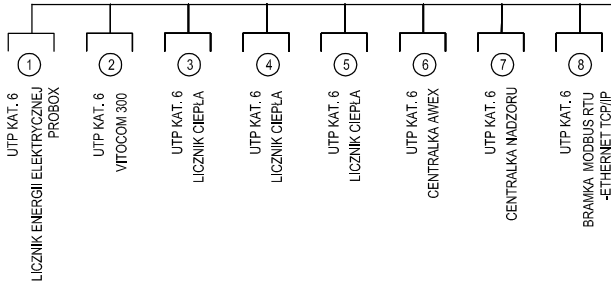 1
UTP KAT. 6
LICZNIK ENERGII ELEKTRYCZNEJ
PROBOX
2
UTP KAT. 6
VITOCOM 300
3
UTP KAT. 6
LICZNIK CIEPŁA
4
UTP KAT. 6
LICZNIK CIEPŁA
5
UTP KAT. 6
LICZNIK CIEPŁA
6
UTP KAT. 6
CENTRALKA AWEX
7
UTP KAT. 6
CENTRALKA NADZORU
8
UTP KAT. 6
BRAMKA MODBUS RTU
-ETHERNET TCP/IP